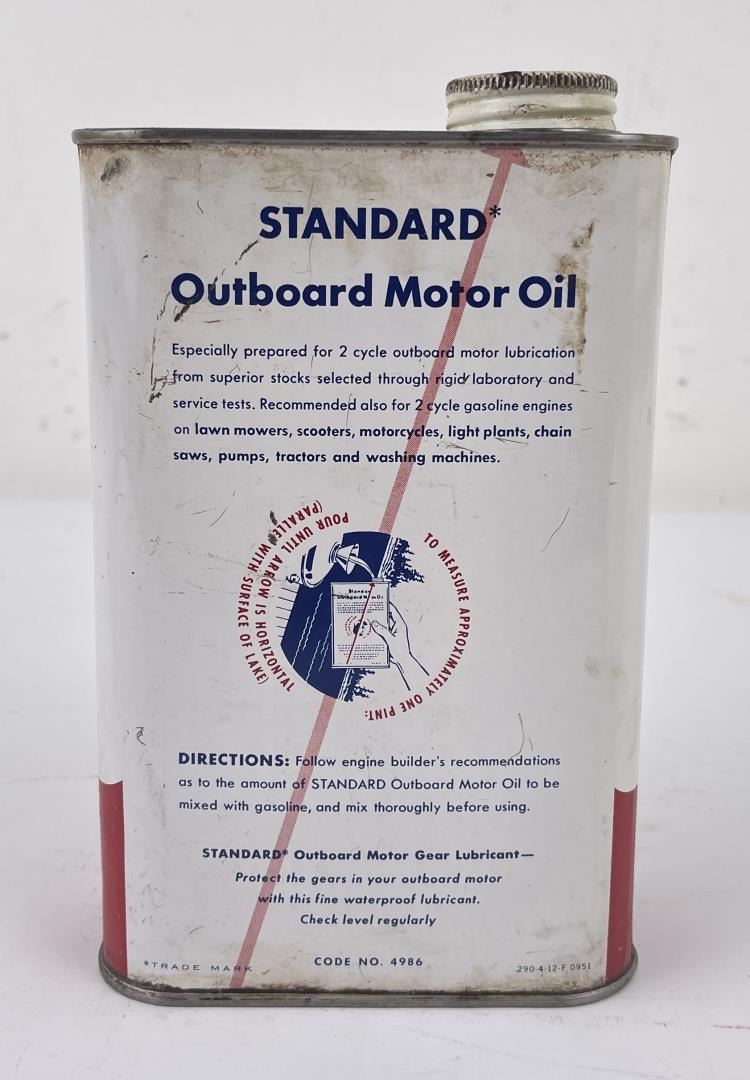 STANDARD*
Outboard Motor Oil
Especially prepared for 2 cycle outboard motor lubrication
from superior stocks selected through rigid laboratory and
service tests. Recommended also for 2 cycle gasoline engines
on lawn mowers, scooters, motorcycles, light plants, chain
saws, pumps, tractors and washing machines.
TO MEASURE APPROXIMATELY ONE PINT:
POUR UNTIL ARROW IS HORIZONTAL
(PARALLEL WITH SURFACE OF LAKE)
Standard
Outboard Motor Oil
DIRECTIONS: Follow engine builder's recommendations
as to the amount of STANDARD Outboard Motor Oil to be
mixed with gasoline, and mix thoroughly before using.
STANDARD* Outboard Motor Gear Lubricant—
Protect the gears in your outboard motor
with this fine waterproof lubricant.
Check level regularly
CODE NO. 4986
*TRADE MARK
290-4-12-F 0951